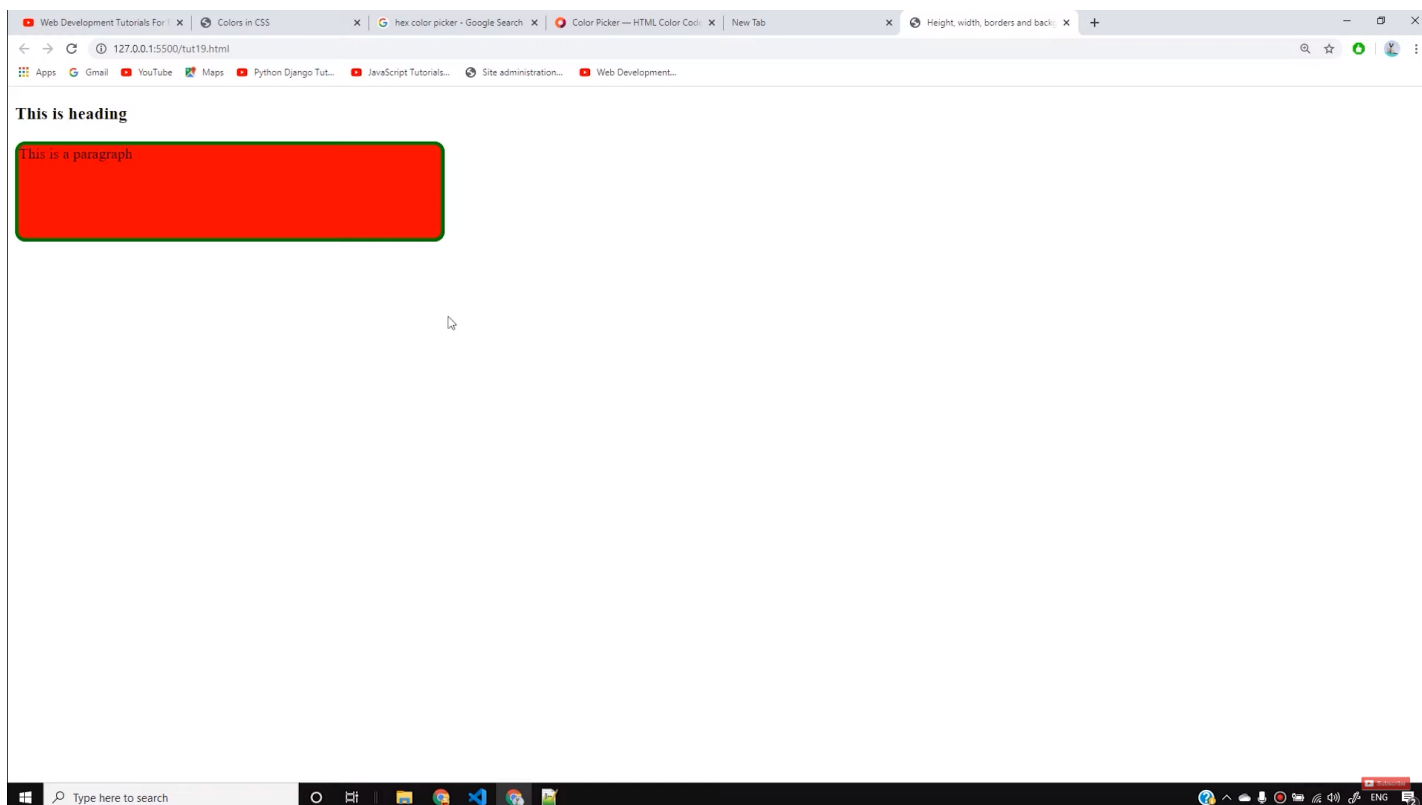 Web Development Tutorials For
Colors in CSS
hex color picker - Google Search
Color Picker — HTML Color Code
New Tab
Height, width, borders and backg
127.0.0.1:5500/tut19.html
Apps
Gmail
YouTube
Maps
Python Django Tut...
JavaScript Tutorials...
Site administration...
Web Development...
This is heading
This is a paragraph
Subscribe
Type here to search
ENG